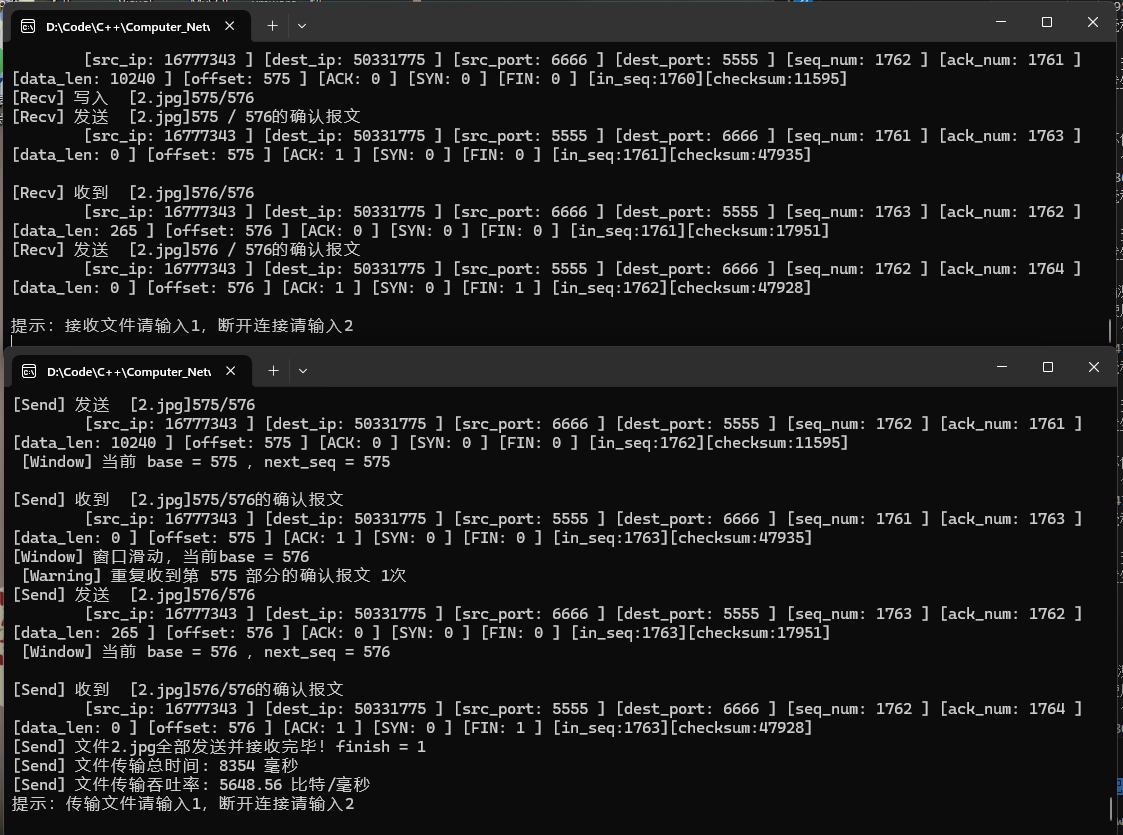 D:\Code\C++\Computer_Netw
[src_ip: 16777343 ] [dest_ip: 50331775 ] [src_port: 6666 ] [dest_port: 5555 ] [seq_num: 1762 ] [ack_num: 1761 ]
[data_len: 10240 ] [offset: 575 ] [ACK: 0 ] [SYN: 0 ] [FIN: 0 ] [in_seq:1760][checksum:11595]
[Recv] 写入  [2.jpg]575/576
[Recv] 发送  [2.jpg]575 / 576的确认报文
[src_ip: 16777343 ] [dest_ip: 50331775 ] [src_port: 5555 ] [dest_port: 6666 ] [seq_num: 1761 ] [ack_num: 1763 ]
[data_len: 0 ] [offset: 575 ] [ACK: 1 ] [SYN: 0 ] [FIN: 0 ] [in_seq:1761][checksum:47935]
[Recv] 收到  [2.jpg]576/576
[src_ip: 16777343 ] [dest_ip: 50331775 ] [src_port: 6666 ] [dest_port: 5555 ] [seq_num: 1763 ] [ack_num: 1762 ]
[data_len: 265 ] [offset: 576 ] [ACK: 0 ] [SYN: 0 ] [FIN: 0 ] [in_seq:1761][checksum:17951]
[Recv] 发送  [2.jpg]576 / 576的确认报文
[src_ip: 16777343 ] [dest_ip: 50331775 ] [src_port: 5555 ] [dest_port: 6666 ] [seq_num: 1762 ] [ack_num: 1764 ]
[data_len: 0 ] [offset: 576 ] [ACK: 1 ] [SYN: 0 ] [FIN: 1 ] [in_seq:1762][checksum:47928]
提示：接收文件请输入1，断开连接请输入2
D:\Code\C++\Computer_Netw
[Send] 发送  [2.jpg]575/576
[src_ip: 16777343 ] [dest_ip: 50331775 ] [src_port: 6666 ] [dest_port: 5555 ] [seq_num: 1762 ] [ack_num: 1761 ]
[data_len: 10240 ] [offset: 575 ] [ACK: 0 ] [SYN: 0 ] [FIN: 0 ] [in_seq:1762][checksum:11595]
[Window] 当前 base = 575 , next_seq = 575
[Send] 收到  [2.jpg]575/576的确认报文
[src_ip: 16777343 ] [dest_ip: 50331775 ] [src_port: 5555 ] [dest_port: 6666 ] [seq_num: 1761 ] [ack_num: 1763 ]
[data_len: 0 ] [offset: 575 ] [ACK: 1 ] [SYN: 0 ] [FIN: 0 ] [in_seq:1763][checksum:47935]
[Window] 窗口滑动，当前base = 576
[Warning] 重复收到第 575 部分的确认报文 1次
[Send] 发送  [2.jpg]576/576
[src_ip: 16777343 ] [dest_ip: 50331775 ] [src_port: 6666 ] [dest_port: 5555 ] [seq_num: 1763 ] [ack_num: 1762 ]
[data_len: 265 ] [offset: 576 ] [ACK: 0 ] [SYN: 0 ] [FIN: 0 ] [in_seq:1763][checksum:17951]
[Window] 当前 base = 576 , next_seq = 576
[Send] 收到  [2.jpg]576/576的确认报文
[src_ip: 16777343 ] [dest_ip: 50331775 ] [src_port: 5555 ] [dest_port: 6666 ] [seq_num: 1762 ] [ack_num: 1764 ]
[data_len: 0 ] [offset: 576 ] [ACK: 1 ] [SYN: 0 ] [FIN: 1 ] [in_seq:1763][checksum:47928]
[Send] 文件2.jpg全部发送并接收完毕！finish = 1
[Send] 文件传输总时间：8354 毫秒
[Send] 文件传输吞吐率：5648.56 比特/毫秒
提示：传输文件请输入1，断开连接请输入2